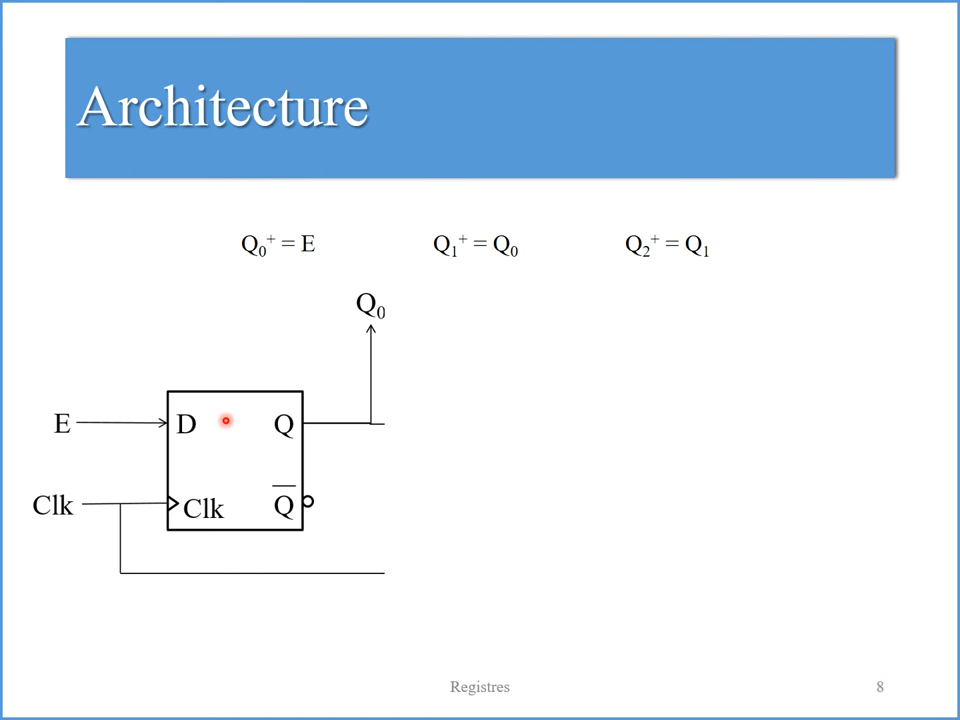 Architecture
Q₀⁺ = E
Q₁⁺ = Q₀
Q₂⁺ = Q₁
Q₀
E
D
Q
Clk
Clk
Q̅
Registres
8